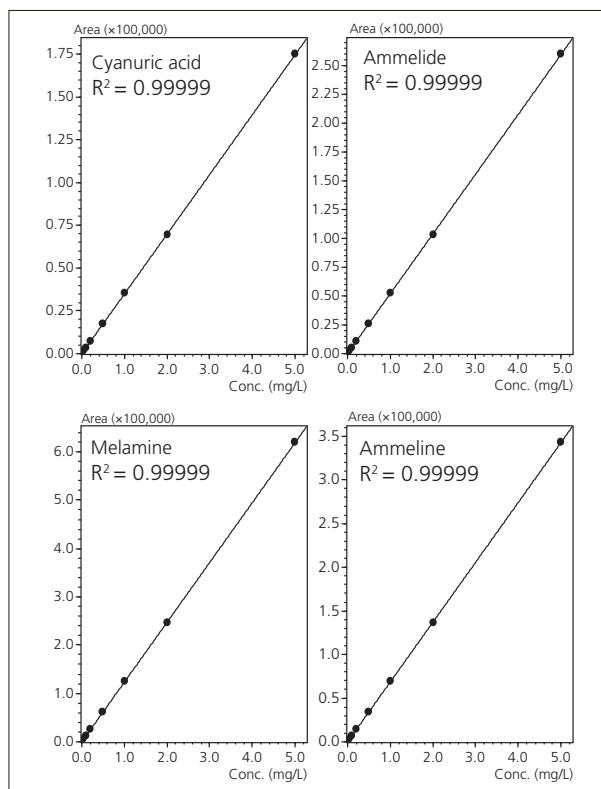 Area (×100,000)
Cyanuric acid
R² = 0.99999
1.75
1.50
1.25
1.00
0.75
0.50
0.25
0.00
0.0 1.0 2.0 3.0 4.0 5.0
Conc. (mg/L)
Area (×100,000)
Ammelide
R² = 0.99999
2.50
2.25
2.00
1.75
1.50
1.25
1.00
0.75
0.50
0.25
0.00
0.0 1.0 2.0 3.0 4.0 5.0
Conc. (mg/L)
Area (×100,000)
Melamine
R² = 0.99999
6.0
5.0
4.0
3.0
2.0
1.0
0.0
0.0 1.0 2.0 3.0 4.0 5.0
Conc. (mg/L)
Area (×100,000)
Ammeline
R² = 0.99999
3.5
3.0
2.5
2.0
1.5
1.0
0.5
0.0
0.0 1.0 2.0 3.0 4.0 5.0
Conc. (mg/L)